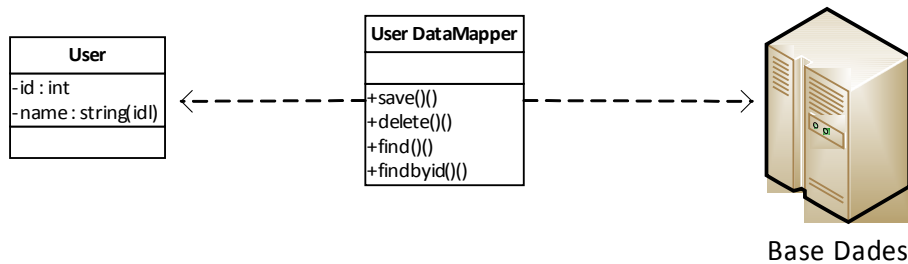 User
-id : int
-name : string(idl)
User DataMapper
+save()()
+delete()()
+find()()
+findbyid()()
Base Dades